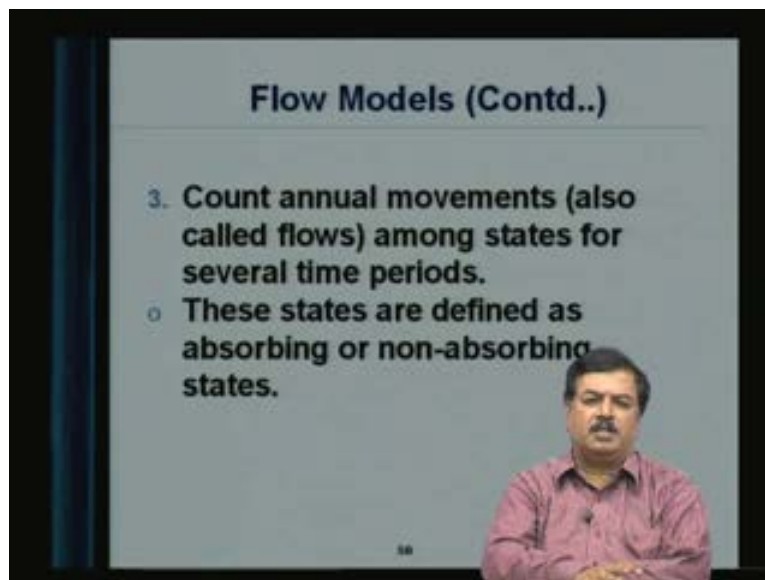 Flow Models (Contd..)
3. Count annual movements (also
called flows) among states for
several time periods.
o These states are defined as
absorbing or non-absorbing
states.
58